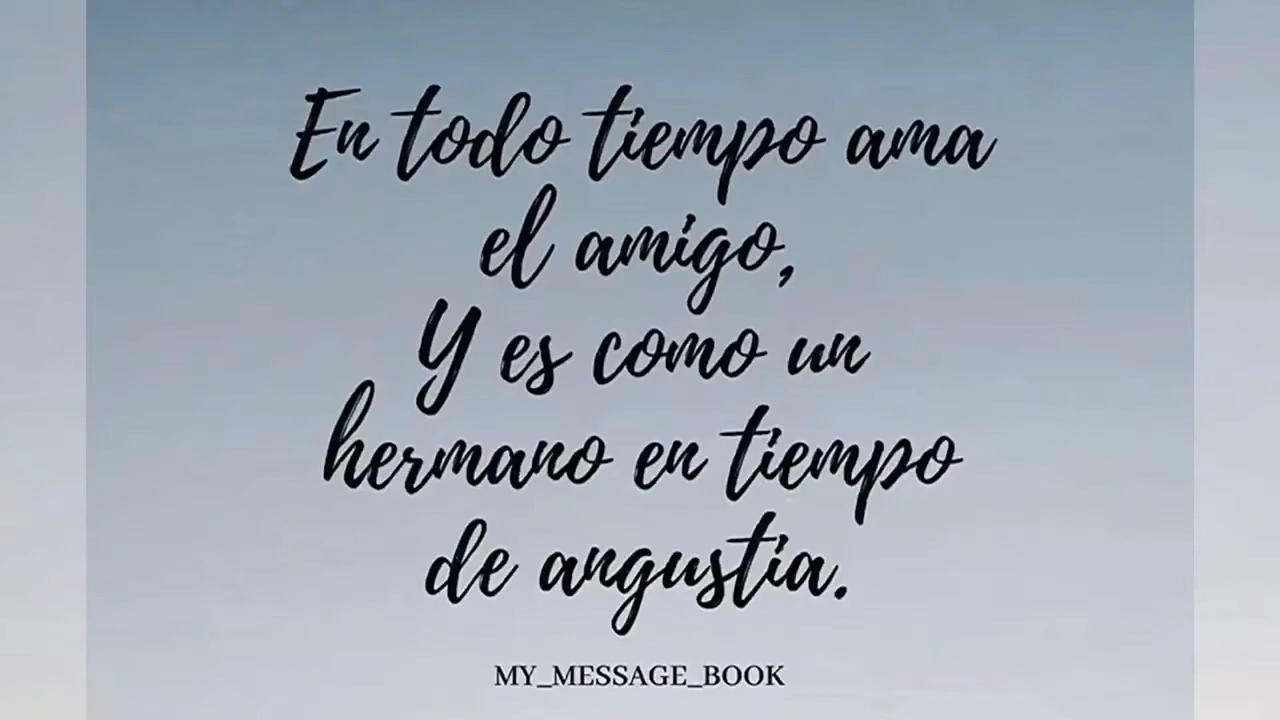 En todo tiempo ama
el amigo,
Y es como un
hermano en tiempo
de angustia.
MY_MESSAGE_BOOK